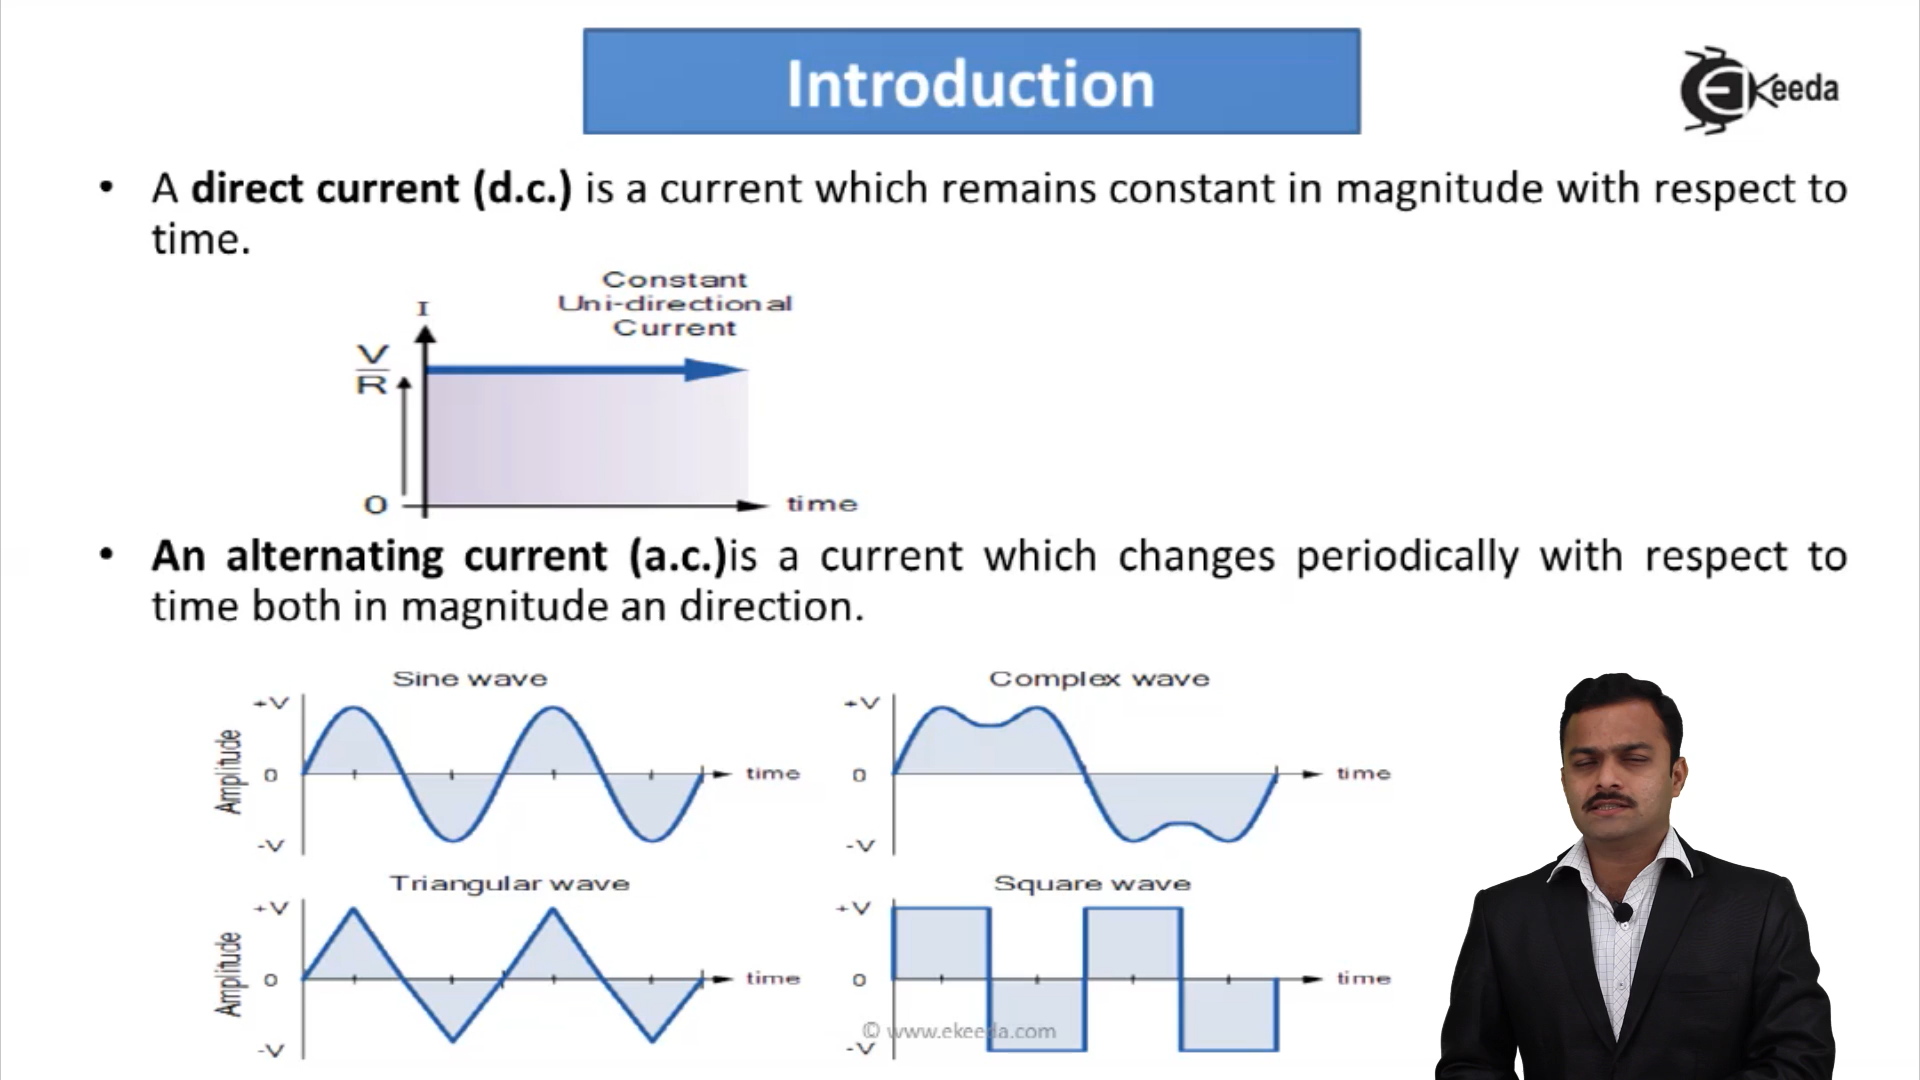 Introduction
EKeeda
• A direct current (d.c.) is a current which remains constant in magnitude with respect to
time.
Constant
Uni-directional
Current
I
V
R
0
time
• An alternating current (a.c.)is a current which changes periodically with respect to
time both in magnitude an direction.
Sine wave
+V
Amplitude
0
time
-V
Complex wave
+V
0
time
-V
Triangular wave
+V
Amplitude
0
time
-V
Square wave
+V
0
time
-V
© www.ekeeda.com